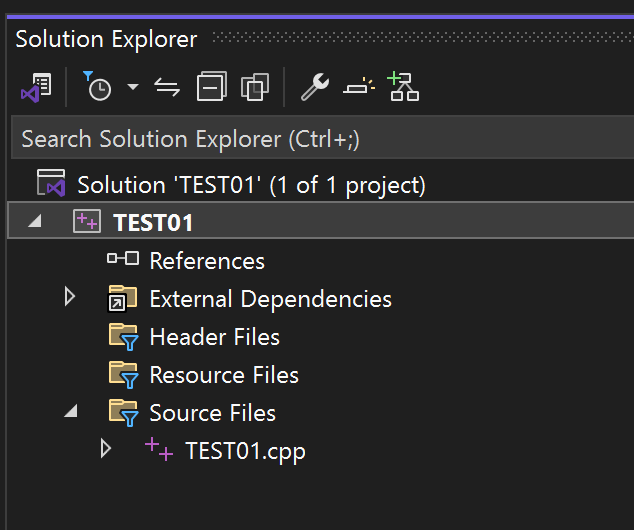 Solution Explorer
Search Solution Explorer (Ctrl+;)
Solution 'TEST01' (1 of 1 project)
TEST01
References
External Dependencies
Header Files
Resource Files
Source Files
TEST01.cpp